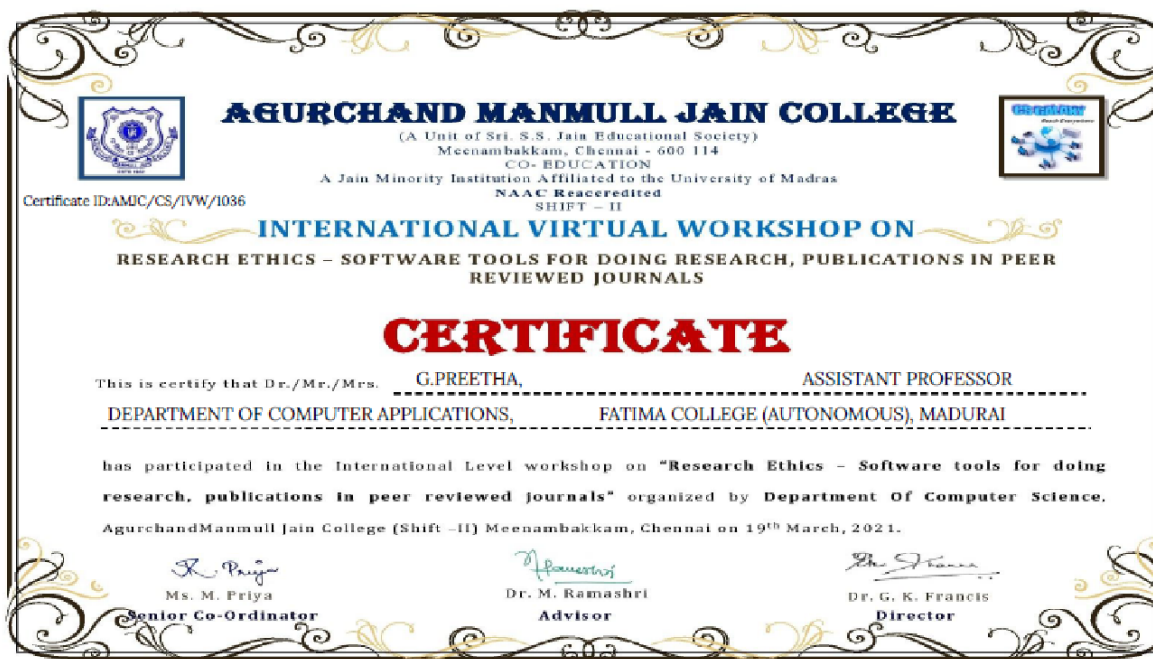 AGURCHAND MANMULL JAIN COLLEGE
(A Unit of Sri. S.S. Jain Educational Society)
Meenambakkam, Chennai - 600 114
CO- EDUCATION
A Jain Minority Institution Affiliated to the University of Madras
NAAC Reaceredited
SHIFT – II
Certificate ID:AMJC/CS/IVW/1036
INTERNATIONAL VIRTUAL WORKSHOP ON
RESEARCH ETHICS – SOFTWARE TOOLS FOR DOING RESEARCH, PUBLICATIONS IN PEER
REVIEWED JOURNALS
CERTIFICATE
This is certify that Dr./Mr./Mrs. G.PREETHA, ASSISTANT PROFESSOR
DEPARTMENT OF COMPUTER APPLICATIONS, FATIMA COLLEGE (AUTONOMOUS), MADURAI
has participated in the International Level workshop on "Research Ethics – Software tools for doing
research, publications in peer reviewed journals" organized by Department Of Computer Science,
AgurchandManmull Jain College (Shift –II) Meenambakkam, Chennai on 19th March, 2021.
Ms. M. Priya Dr. M. Ramashri Dr. G. K. Francis
Senior Co-Ordinator Advisor Director